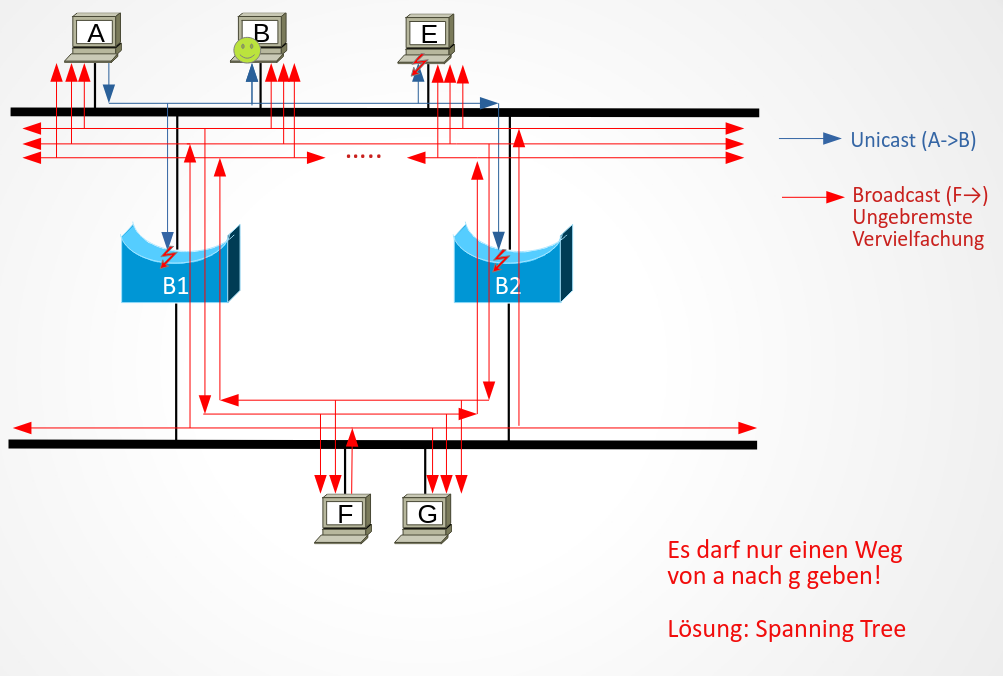 A
B
E
Unicast (A->B)
Broadcast (F→)
Ungebremste
Vervielfachung
.....
B1
B2
F
G
Es darf nur einen Weg
von a nach g geben!
Lösung: Spanning Tree